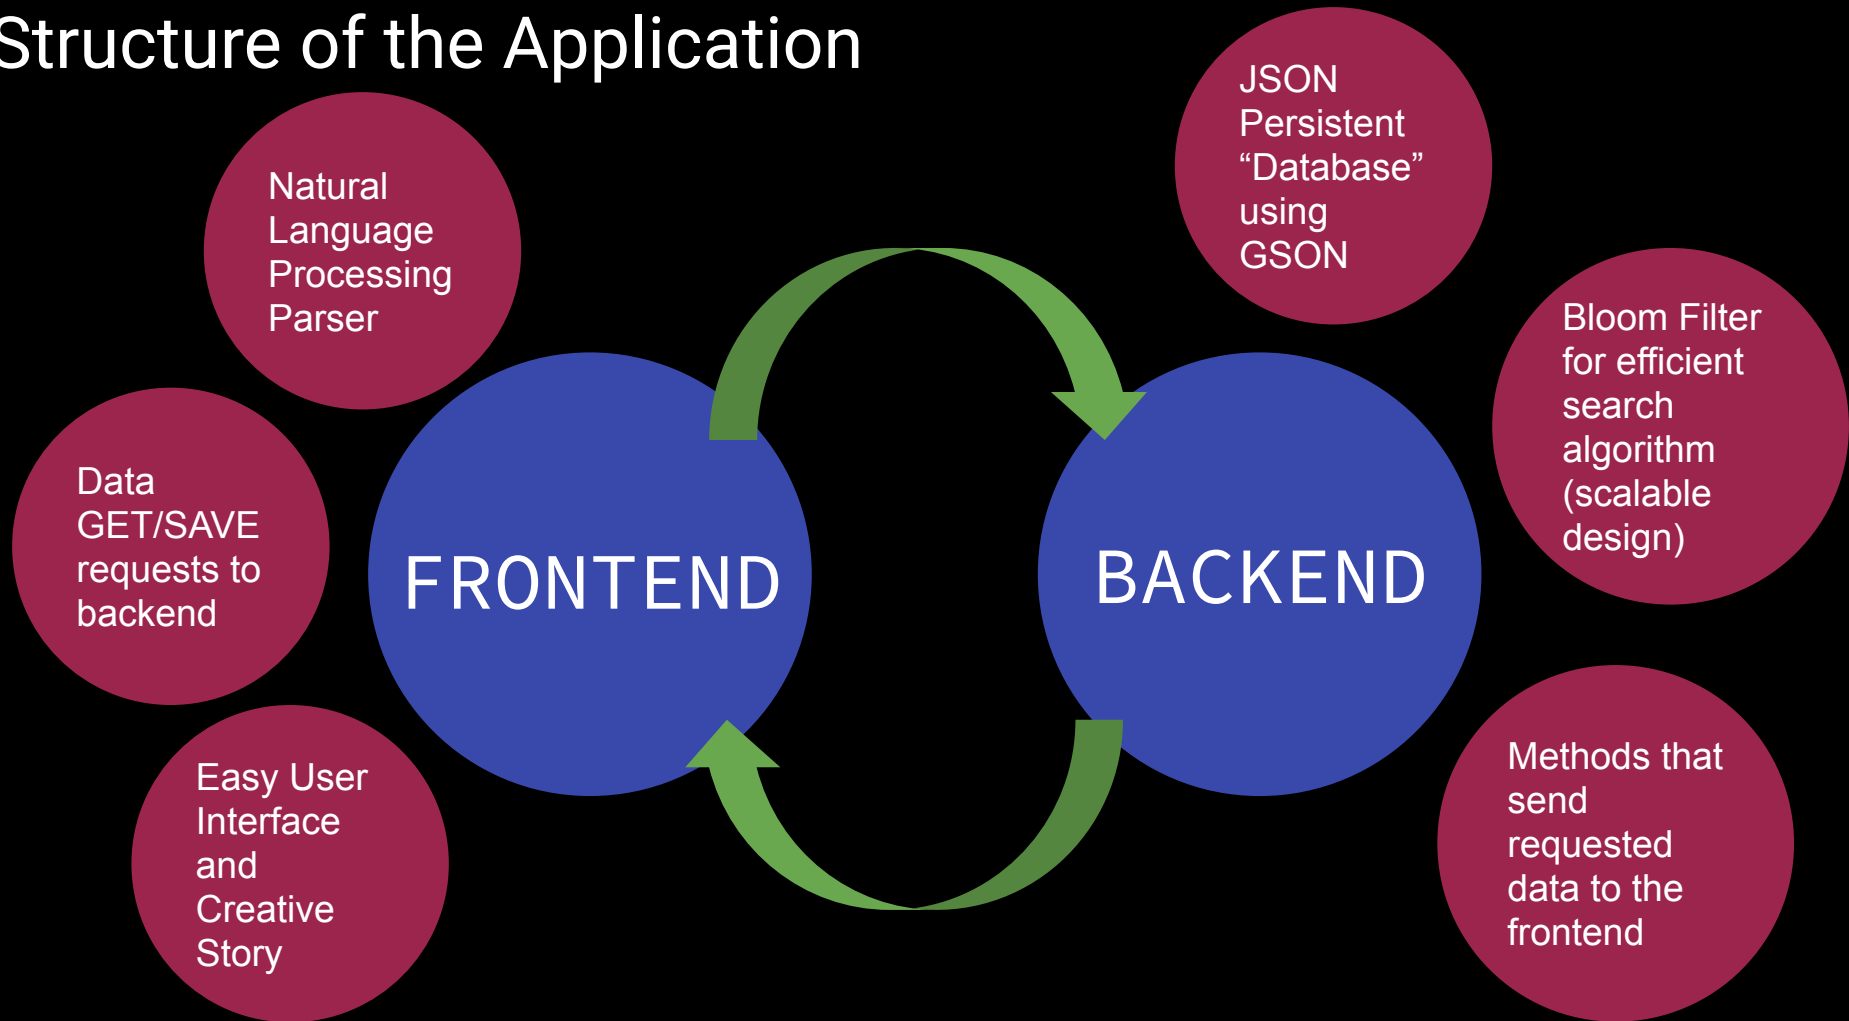 Structure of the Application
Natural
Language
Processing
Parser
Data
GET/SAVE
requests to
backend
Easy User
Interface
and
Creative
Story
FRONTEND
BACKEND
JSON
Persistent
“Database”
using
GSON
Bloom Filter
for efficient
search
algorithm
(scalable
design)
Methods that
send
requested
data to the
frontend